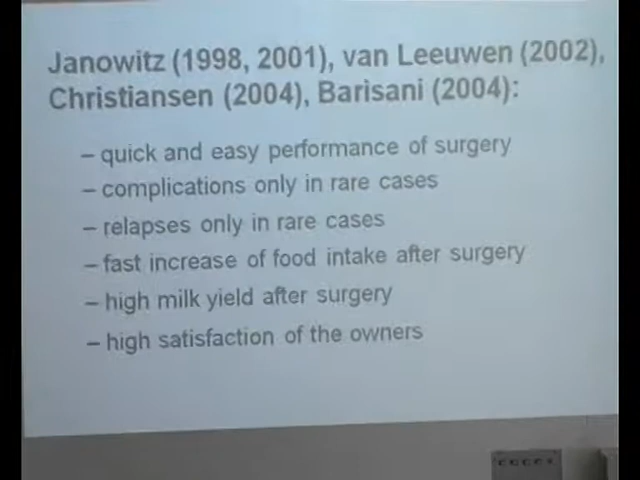 Janowitz (1998, 2001), van Leeuwen (2002),
Christiansen (2004), Barisani (2004):
– quick and easy performance of surgery
– complications only in rare cases
– relapses only in rare cases
– fast increase of food intake after surgery
– high milk yield after surgery
– high satisfaction of the owners